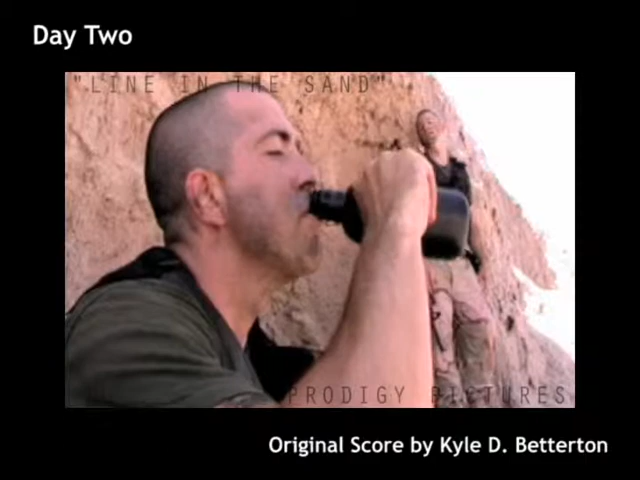 Day Two
"LINE IN THE SAND"
PRODIGY PICTURES
Original Score by Kyle D. Betterton